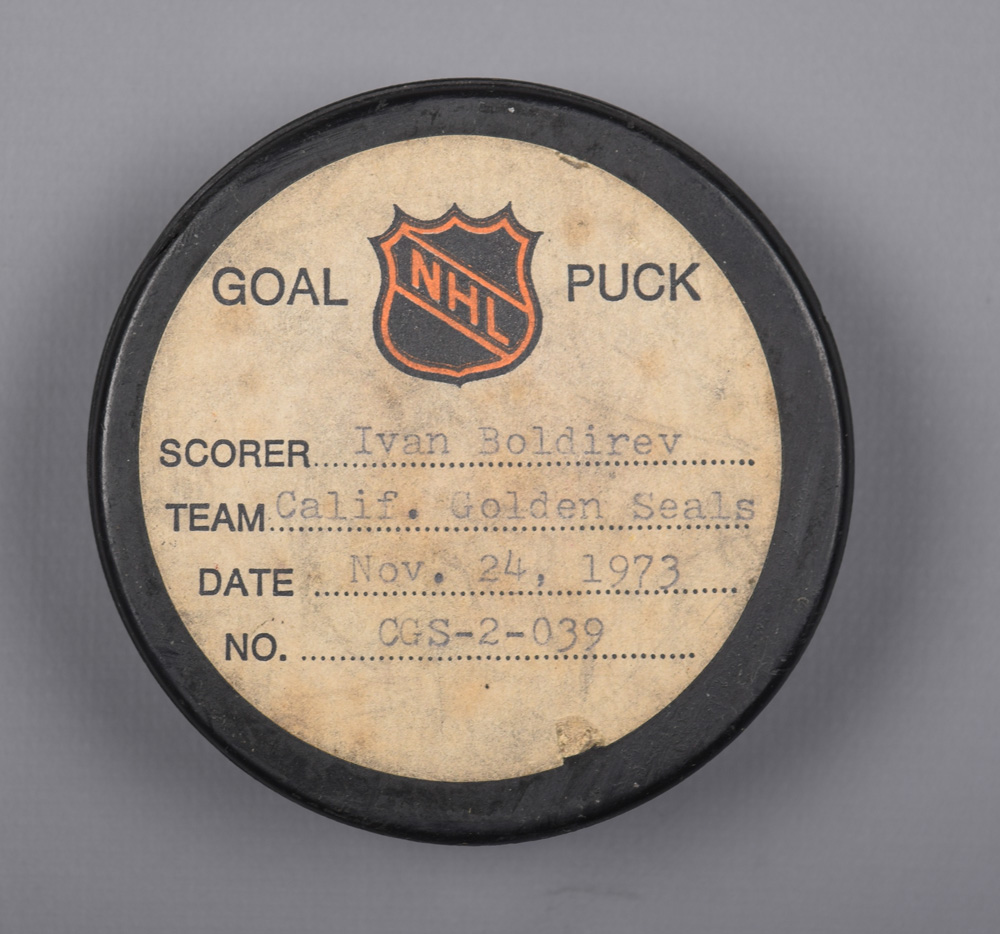 GOAL NHL PUCK
SCORER Ivan Boldirev
TEAM Calif. Golden Seals
DATE Nov. 24, 1973
NO. CGS-2-039